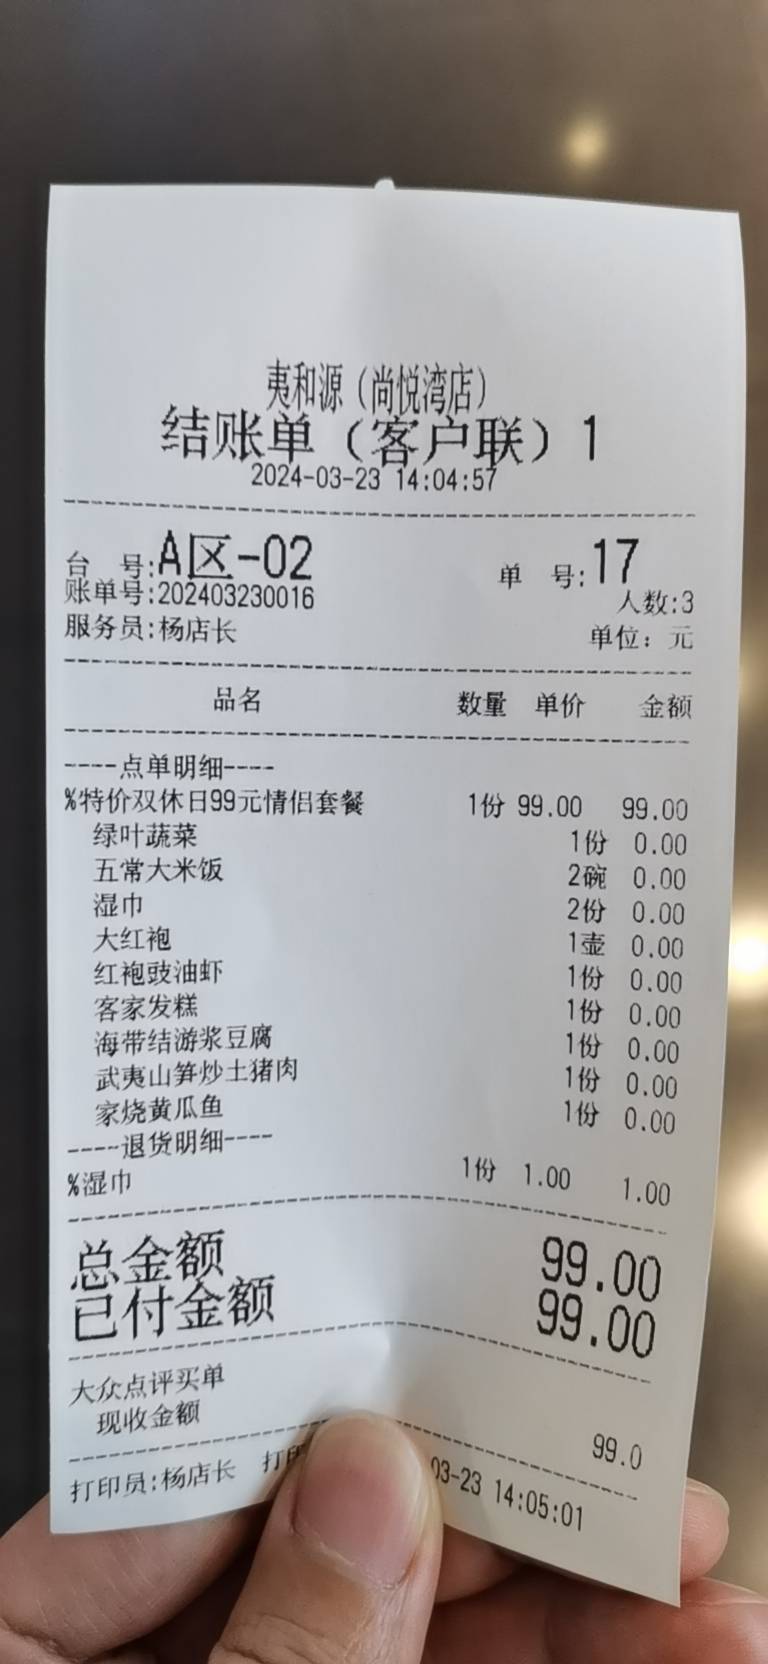 夷和源（尚悦湾店）
结账单（客户联）1
2024-03-23 14:04:57
台 号:A区-02 单 号:17
账单号:202403230016 人数:3
服务员:杨店长 单位：元
品名 数量 单价 金额
----点单明细----
%特价双休日99元情侣套餐 1份 99.00 99.00
绿叶蔬菜 1份 0.00
五常大米饭 2碗 0.00
湿巾 2份 0.00
大红袍 1壶 0.00
红袍豉油虾 1份 0.00
客家发糕 1份 0.00
海带结游浆豆腐 1份 0.00
武夷山笋炒土猪肉 1份 0.00
家烧黄瓜鱼 1份 0.00
----退货明细----
%湿巾 1份 1.00 1.00
总金额 99.00
已付金额 99.00
大众点评买单
现收金额 99.0
打印员:杨店长 打 03-23 14:05:01